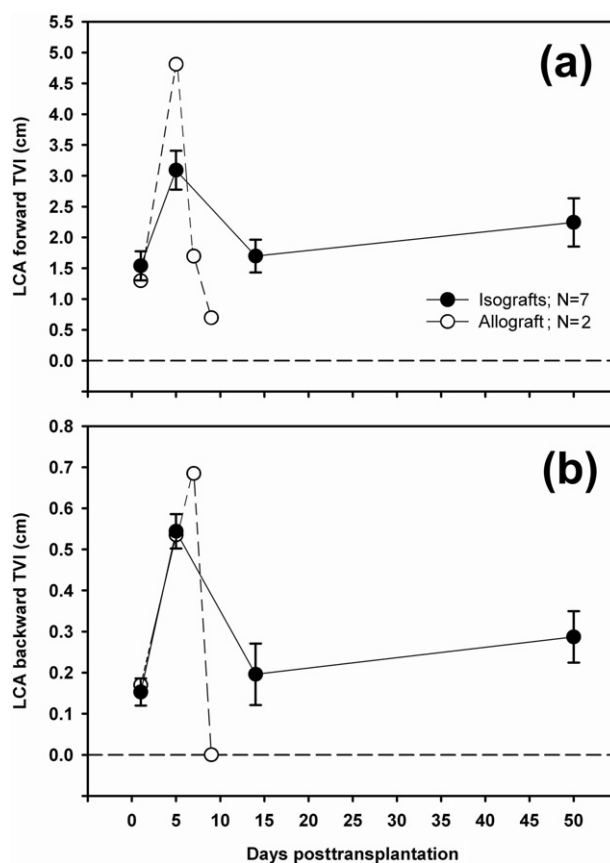 5.5
5.0
4.5
4.0
3.5
3.0
2.5
2.0
1.5
1.0
0.5
0.0
LCA forward TVI (cm)
(a)
Isografts; N=7
Allograft; N=2
0.8
0.7
0.6
0.5
0.4
0.3
0.2
0.1
0.0
LCA backward TVI (cm)
(b)
0 5 10 15 20 25 30 35 40 45 50
Days posttransplantation